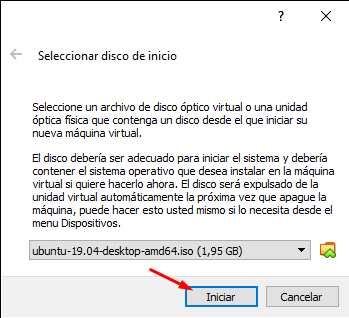 ?
Seleccionar disco de inicio
Seleccione un archivo de disco óptico virtual o una unidad
óptica física que contenga un disco desde el que iniciar su
nueva máquina virtual.
El disco debería ser adecuado para iniciar el sistema y debería
contener el sistema operativo que desea instalar en la máquina
virtual si quiere hacerlo ahora. El disco será expulsado de la
unidad virtual automáticamente la próxima vez que apague la
máquina, puede hacer esto usted mismo si lo necesita desde el
menu Dispositivos.
ubuntu-19.04-desktop-amd64.iso (1,95 GB)
Iniciar Cancelar